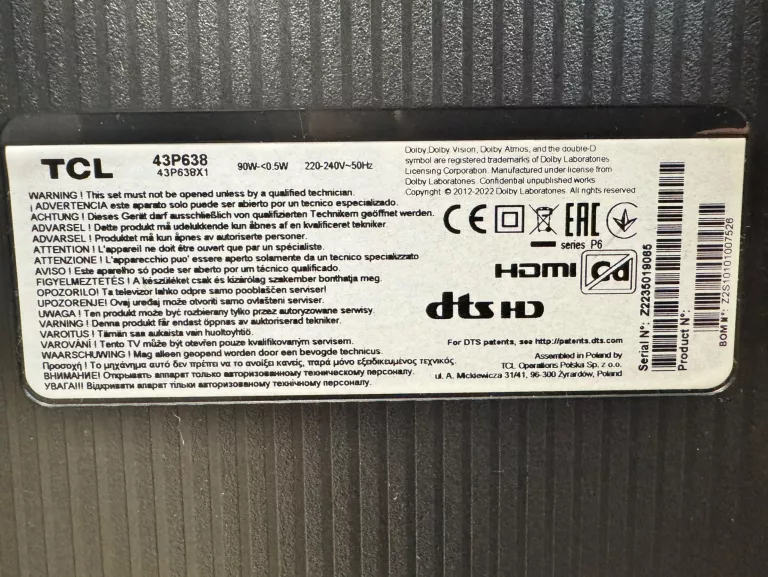 TCL
43P638
43P638X1
90W-<0.5W 220-240V~50Hz
Dolby,Dolby Vision, Dolby Atmos, and the double-D
symbol are registered trademarks of Dolby Laboratories
Licensing Corporation. Manufactured under license from
Dolby Laboratories. Confidential unpublished works
Copyright © 2012-2022 Dolby Laboratories. All rights reserved
WARNING ! This set must not be opened unless by a qualified technician.
¡ ADVERTENCIA este aparato solo puede ser abierto por un tecnico especializado.
ACHTUNG ! Dieses Gerät darf ausschließlich von qualifizierten Technikern geöffnet werden.
ADVARSEL ! Dette produkt må udelukkende kun åbnes af en kvalificeret tekniker.
ADVARSEL ! Produktet må kun åpnes av autoriserte personer.
ATTENTION ! L'appareil ne doit être ouvert que par un spécialiste.
ATTENZIONE ! L'apparecchio puo' essere aperto solamente da un tecnico specializzato
AVISO ! Este aparelho só pode ser aberto por um técnico qualificado.
FIGYELMEZTETÉS ! A készüléket csak és kizárólag szakember bonthatja meg.
OPOZORILO! Ta televizor lahko odpre samo pooblaščen serviser!
UPOZORENJE! Ovaj uređaj može otvoriti samo ovlašteni serviser.
UWAGA ! Ten produkt może być rozbierany tylko przez autoryzowane serwisy.
VARNING ! Denna produkt får endast öppnas av auktoriserad tekniker.
VAROITUS ! Tämän saa aukaista vain huoltoyhtiö.
VAROVÁNÍ ! Tento TV může být otevřen pouze kvalifikovaným servisem.
WAARSCHUWING ! Mag alleen geopend worden door een bevoegde technicus.
Προσοχή ! Το μηχάνημα αυτό δεν πρέπει να το ανοίξει κανείς, παρά μόνο εξειδικευμένος τεχνικός.
ВНИМАНИЕ! Открывать аппарат только авторизованному техническому персоналу.
УВАГА!!! Відкривати апарат тільки авторизованому технічному персоналу.
CE EAC
series P6
HDMI Cd
dts HD
For DTS patents, see http://patents.dts.com
Assembled in Poland by
TCL Operations Polska Sp. z o.o.
ul. A. Mickiewicza 31/41, 96-300 Żyrardów, Poland
Serial N°: Z2235019085
Product N°:
BOM N°: Z2S10101007526